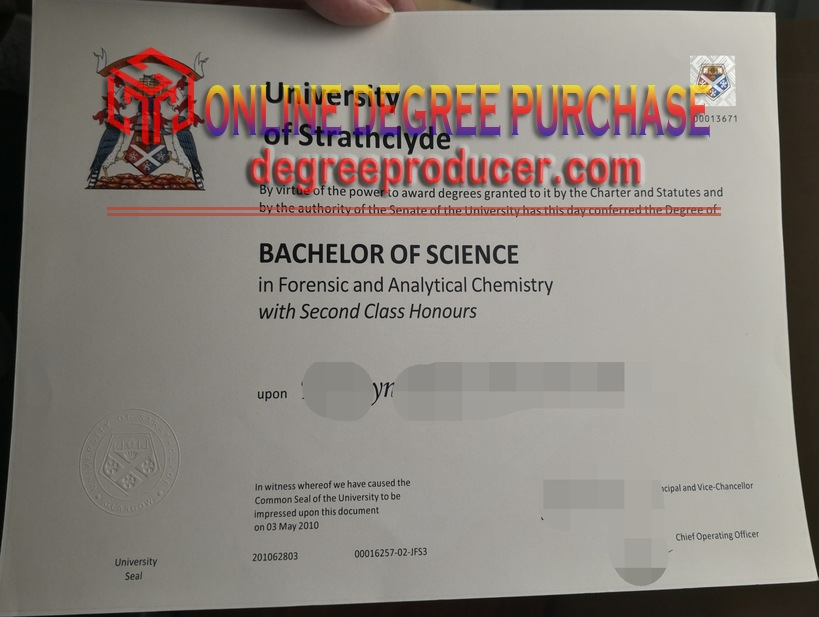 University
of Strathclyde
ONLINE DEGREE PURCHASE
degreeproducer.com
00013671
By virtue of the power to award degrees granted to it by the Charter and Statutes and
by the authority of the Senate of the University has this day conferred the Degree of
BACHELOR OF SCIENCE
in Forensic and Analytical Chemistry
with Second Class Honours
upon
In witness whereof we have caused the
Common Seal of the University to be
impressed upon this document
on 03 May 2010
Principal and Vice-Chancellor
Chief Operating Officer
201062803 00016257-02-JFS3
University
Seal